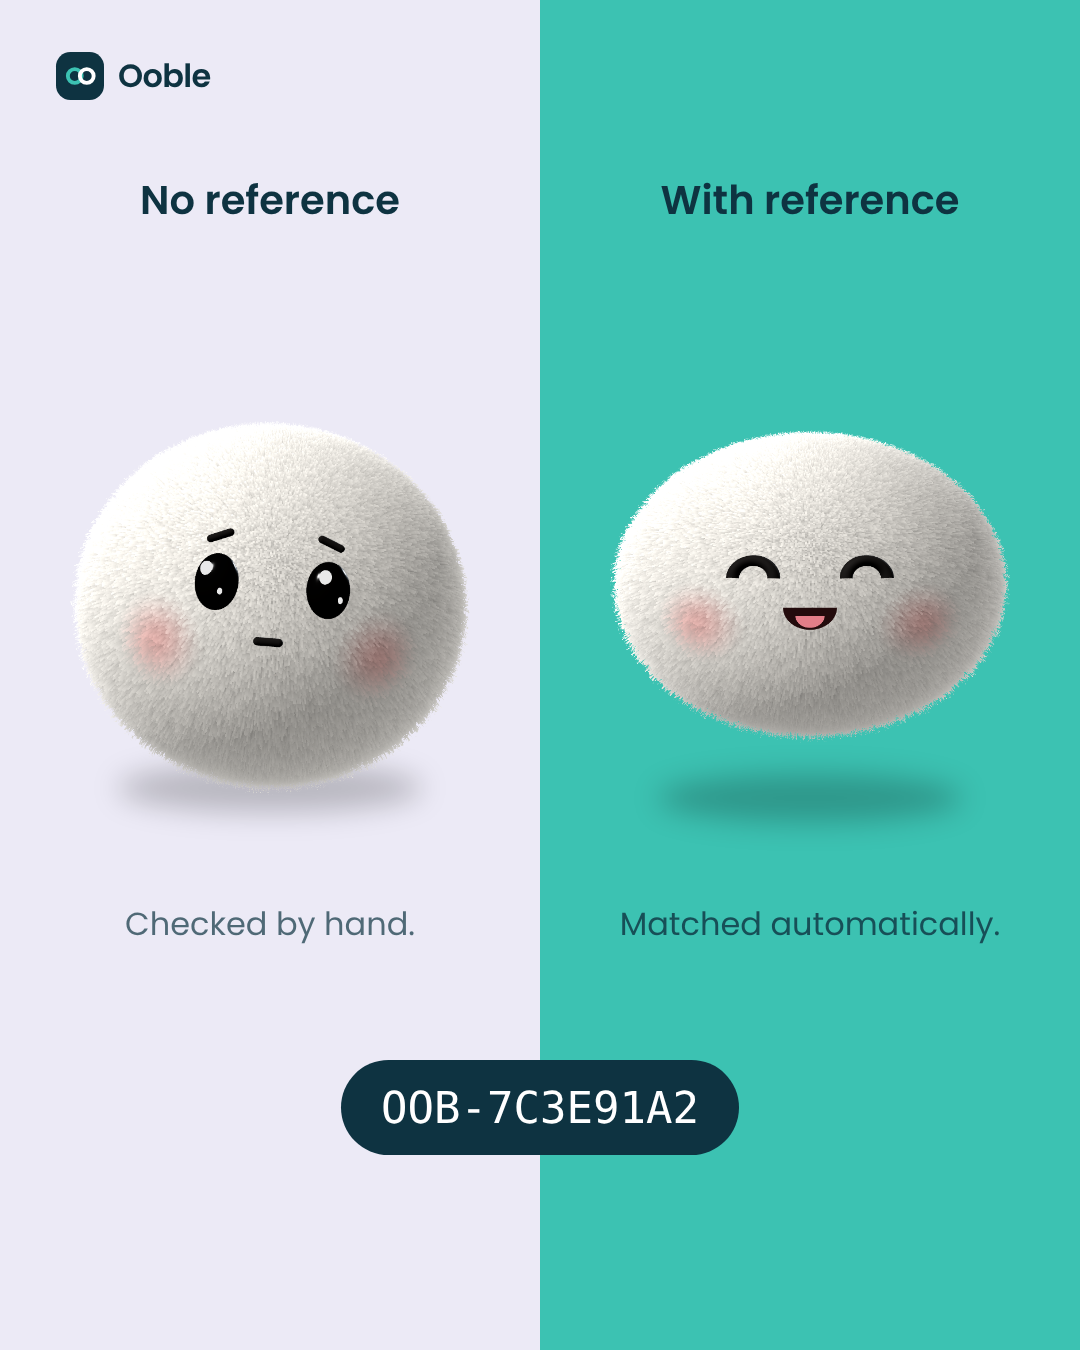 Ooble
No reference
With reference
Checked by hand.
Matched automatically.
OOB-7C3E91A2